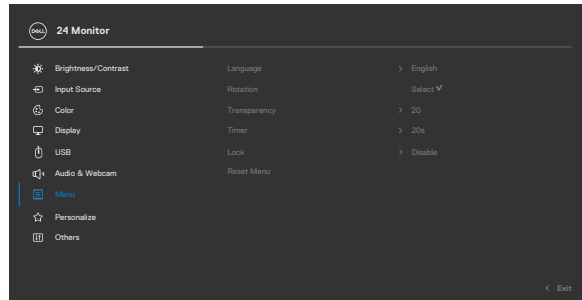 DELL 24 Monitor
Brightness/Contrast Language > English
Input Source Rotation Select ✓
Color Transparency > 20
Display Timer > 20s
USB Lock > Disable
Audio & Webcam Reset Menu
Menu
Personalize
Others
< Exit